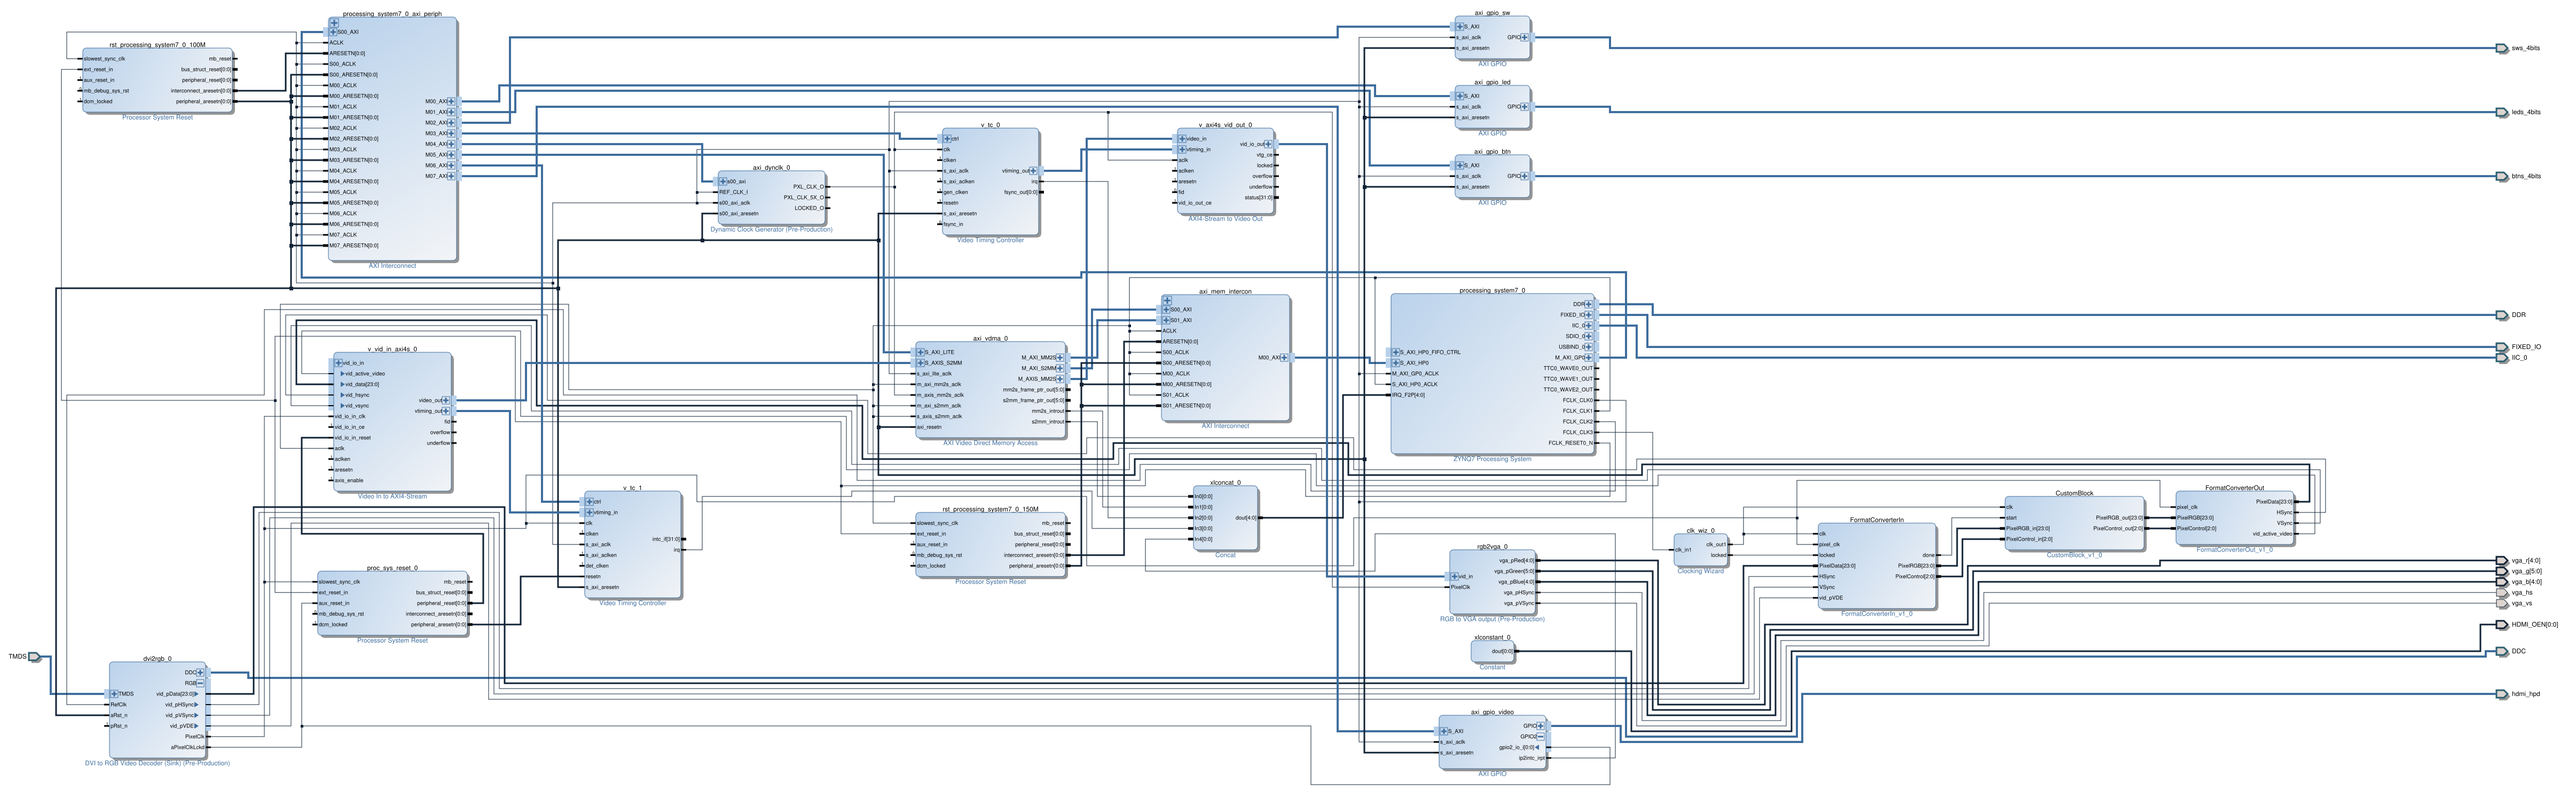 processing_system7_0_axi_periph
S00_AXI
ACLK
ARESETN[0:0]
S00_ACLK
S00_ARESETN[0:0]
M00_ACLK
M00_ARESETN[0:0]
M01_ACLK
M01_ARESETN[0:0]
M02_ACLK
M02_ARESETN[0:0]
M03_ACLK
M03_ARESETN[0:0]
M04_ACLK
M04_ARESETN[0:0]
M05_ACLK
M05_ARESETN[0:0]
M06_ACLK
M06_ARESETN[0:0]
M07_ACLK
M07_ARESETN[0:0]
M00_AXI
M01_AXI
M02_AXI
M03_AXI
M04_AXI
M05_AXI
M06_AXI
M07_AXI
AXI Interconnect
rst_processing_system7_0_100M
slowest_sync_clk
ext_reset_in
aux_reset_in
mb_debug_sys_rst
dcm_locked
mb_reset
bus_struct_reset[0:0]
peripheral_reset[0:0]
interconnect_aresetn[0:0]
peripheral_aresetn[0:0]
Processor System Reset
axi_dynclk_0
s00_axi
REF_CLK_I
s00_axi_aclk
s00_axi_aresetn
PXL_CLK_O
PXL_CLK_5X_O
LOCKED_O
Dynamic Clock Generator (Pre-Production)
v_tc_0
ctrl
clk
clken
s_axi_aclk
s_axi_aclken
gen_clken
resetn
s_axi_aresetn
fsync_in
vtiming_out
irq
fsync_out[0:0]
Video Timing Controller
v_axi4s_vid_out_0
video_in
vtiming_in
aclk
aclken
aresetn
fid
vid_io_out_ce
vid_io_out
vtg_ce
locked
overflow
underflow
status[31:0]
AXI4-Stream to Video Out
axi_gpio_sw
S_AXI
s_axi_aclk
s_axi_aresetn
GPIO
AXI GPIO
sws_4bits
axi_gpio_led
S_AXI
s_axi_aclk
s_axi_aresetn
GPIO
AXI GPIO
leds_4bits
axi_gpio_btn
S_AXI
s_axi_aclk
s_axi_aresetn
GPIO
AXI GPIO
btns_4bits
v_vid_in_axi4s_0
vid_io_in
vid_active_video
vid_data[23:0]
vid_hsync
vid_vsync
vid_io_in_clk
vid_io_in_ce
vid_io_in_reset
aclk
aclken
aresetn
axis_enable
video_out
vtiming_out
fid
overflow
underflow
Video In to AXI4-Stream
axi_vdma_0
S_AXI_LITE
S_AXIS_S2MM
s_axi_lite_aclk
m_axi_mm2s_aclk
m_axis_mm2s_aclk
m_axi_s2mm_aclk
s_axis_s2mm_aclk
axi_resetn
M_AXI_MM2S
M_AXI_S2MM
M_AXIS_MM2S
mm2s_frame_ptr_out[5:0]
s2mm_frame_ptr_out[5:0]
mm2s_introut
s2mm_introut
AXI Video Direct Memory Access
axi_mem_intercon
S00_AXI
S01_AXI
ACLK
ARESETN[0:0]
S00_ACLK
S00_ARESETN[0:0]
M00_ACLK
M00_ARESETN[0:0]
S01_ACLK
S01_ARESETN[0:0]
M00_AXI
AXI Interconnect
processing_system7_0
S_AXI_HP0_FIFO_CTRL
S_AXI_HP0
M_AXI_GP0_ACLK
S_AXI_HP0_ACLK
IRQ_F2P[4:0]
DDR
FIXED_IO
IIC_0
SDIO_0
USBIND_0
M_AXI_GP0
TTC0_WAVE0_OUT
TTC0_WAVE1_OUT
TTC0_WAVE2_OUT
FCLK_CLK0
FCLK_CLK1
FCLK_CLK2
FCLK_CLK3
FCLK_RESET0_N
ZYNQ7 Processing System
DDR
FIXED_IO
IIC_0
v_tc_1
ctrl
vtiming_in
clk
clken
s_axi_aclk
s_axi_aclken
det_clken
resetn
s_axi_aresetn
intc_if[31:0]
irq
Video Timing Controller
rst_processing_system7_0_150M
slowest_sync_clk
ext_reset_in
aux_reset_in
mb_debug_sys_rst
dcm_locked
mb_reset
bus_struct_reset[0:0]
peripheral_reset[0:0]
interconnect_aresetn[0:0]
peripheral_aresetn[0:0]
Processor System Reset
xlconcat_0
In0[0:0]
In1[0:0]
In2[0:0]
In3[0:0]
In4[0:0]
dout[4:0]
Concat
proc_sys_reset_0
slowest_sync_clk
ext_reset_in
aux_reset_in
mb_debug_sys_rst
dcm_locked
mb_reset
bus_struct_reset[0:0]
peripheral_reset[0:0]
interconnect_aresetn[0:0]
peripheral_aresetn[0:0]
Processor System Reset
rgb2vga_0
vid_in
PixelClk
vga_pRed[4:0]
vga_pGreen[5:0]
vga_pBlue[4:0]
vga_pHSync
vga_pVSync
RGB to VGA output (Pre-Production)
clk_wiz_0
clk_in1
clk_out1
locked
Clocking Wizard
FormatConverterIn
clk
pixel_clk
locked
PixelData[23:0]
HSync
VSync
vid_pVDE
done
PixelRGB[23:0]
PixelControl[2:0]
FormatConverterIn_v1_0
CustomBlock
clk
start
PixelRGB_in[23:0]
PixelControl_in[2:0]
PixelRGB_out[23:0]
PixelControl_out[2:0]
CustomBlock_v1_0
FormatConverterOut
pixel_clk
PixelRGB[23:0]
PixelControl[2:0]
PixelData[23:0]
HSync
VSync
vid_active_video
FormatConverterOut_v1_0
vga_r[4:0]
vga_g[5:0]
vga_b[4:0]
vga_hs
vga_vs
HDMI_OEN[0:0]
DDC
hdmi_hpd
xlconstant_0
dout[0:0]
Constant
TMDS
dvi2rgb_0
TMDS
RefClk
aRst_n
pRst_n
DDC
RGB
vid_pData[23:0]
vid_pHSync
vid_pVSync
vid_pVDE
PixelClk
aPixelClkLckd
DVI to RGB Video Decoder (Sink) (Pre-Production)
axi_gpio_video
S_AXI
s_axi_aclk
s_axi_aresetn
GPIO
GPIO2
gpio2_io_i[0:0]
ip2intc_irpt
AXI GPIO